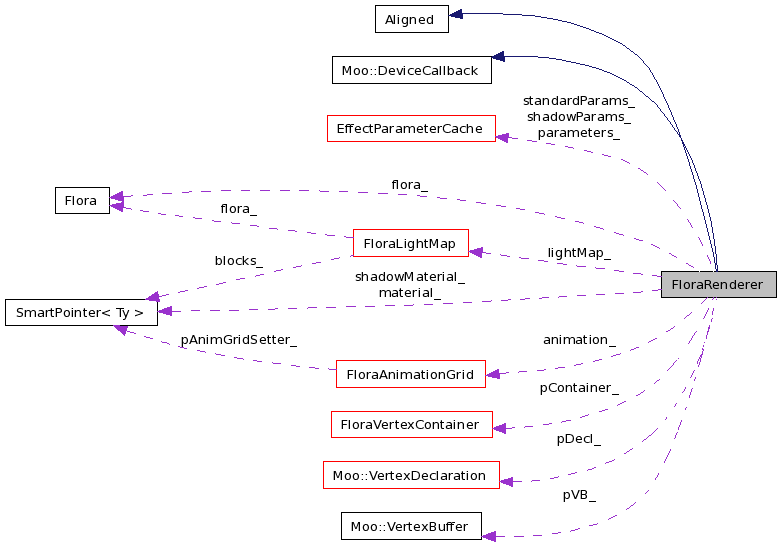 Aligned
Moo::DeviceCallback
standardParams_
shadowParams_
parameters_
EffectParameterCache
flora_
Flora
flora_
FloraLightMap
lightMap_
blocks_
shadowMaterial_
material_
FloraRenderer
SmartPointer< Ty >
pAnimGridSetter_
animation_
FloraAnimationGrid
pContainer_
FloraVertexContainer
pDecl_
Moo::VertexDeclaration
pVB_
Moo::VertexBuffer